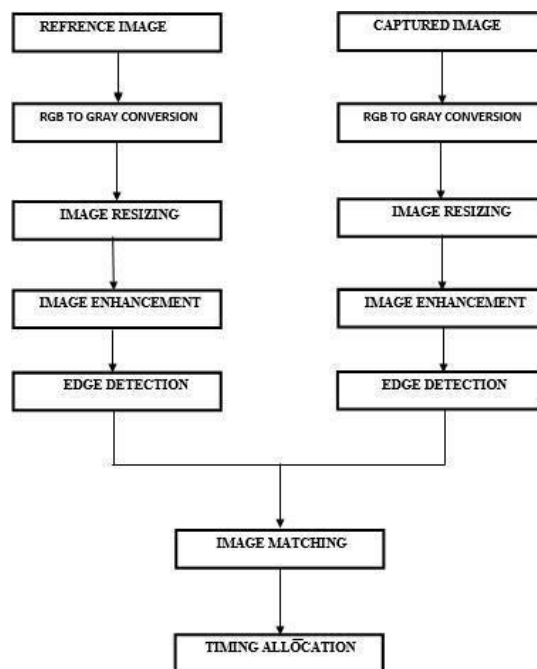 REFRENCE IMAGE
RGB TO GRAY CONVERSION
IMAGE RESIZING
IMAGE ENHANCEMENT
EDGE DETECTION
CAPTURED IMAGE
RGB TO GRAY CONVERSION
IMAGE RESIZING
IMAGE ENHANCEMENT
EDGE DETECTION
IMAGE MATCHING
TIMING ALLOCATION